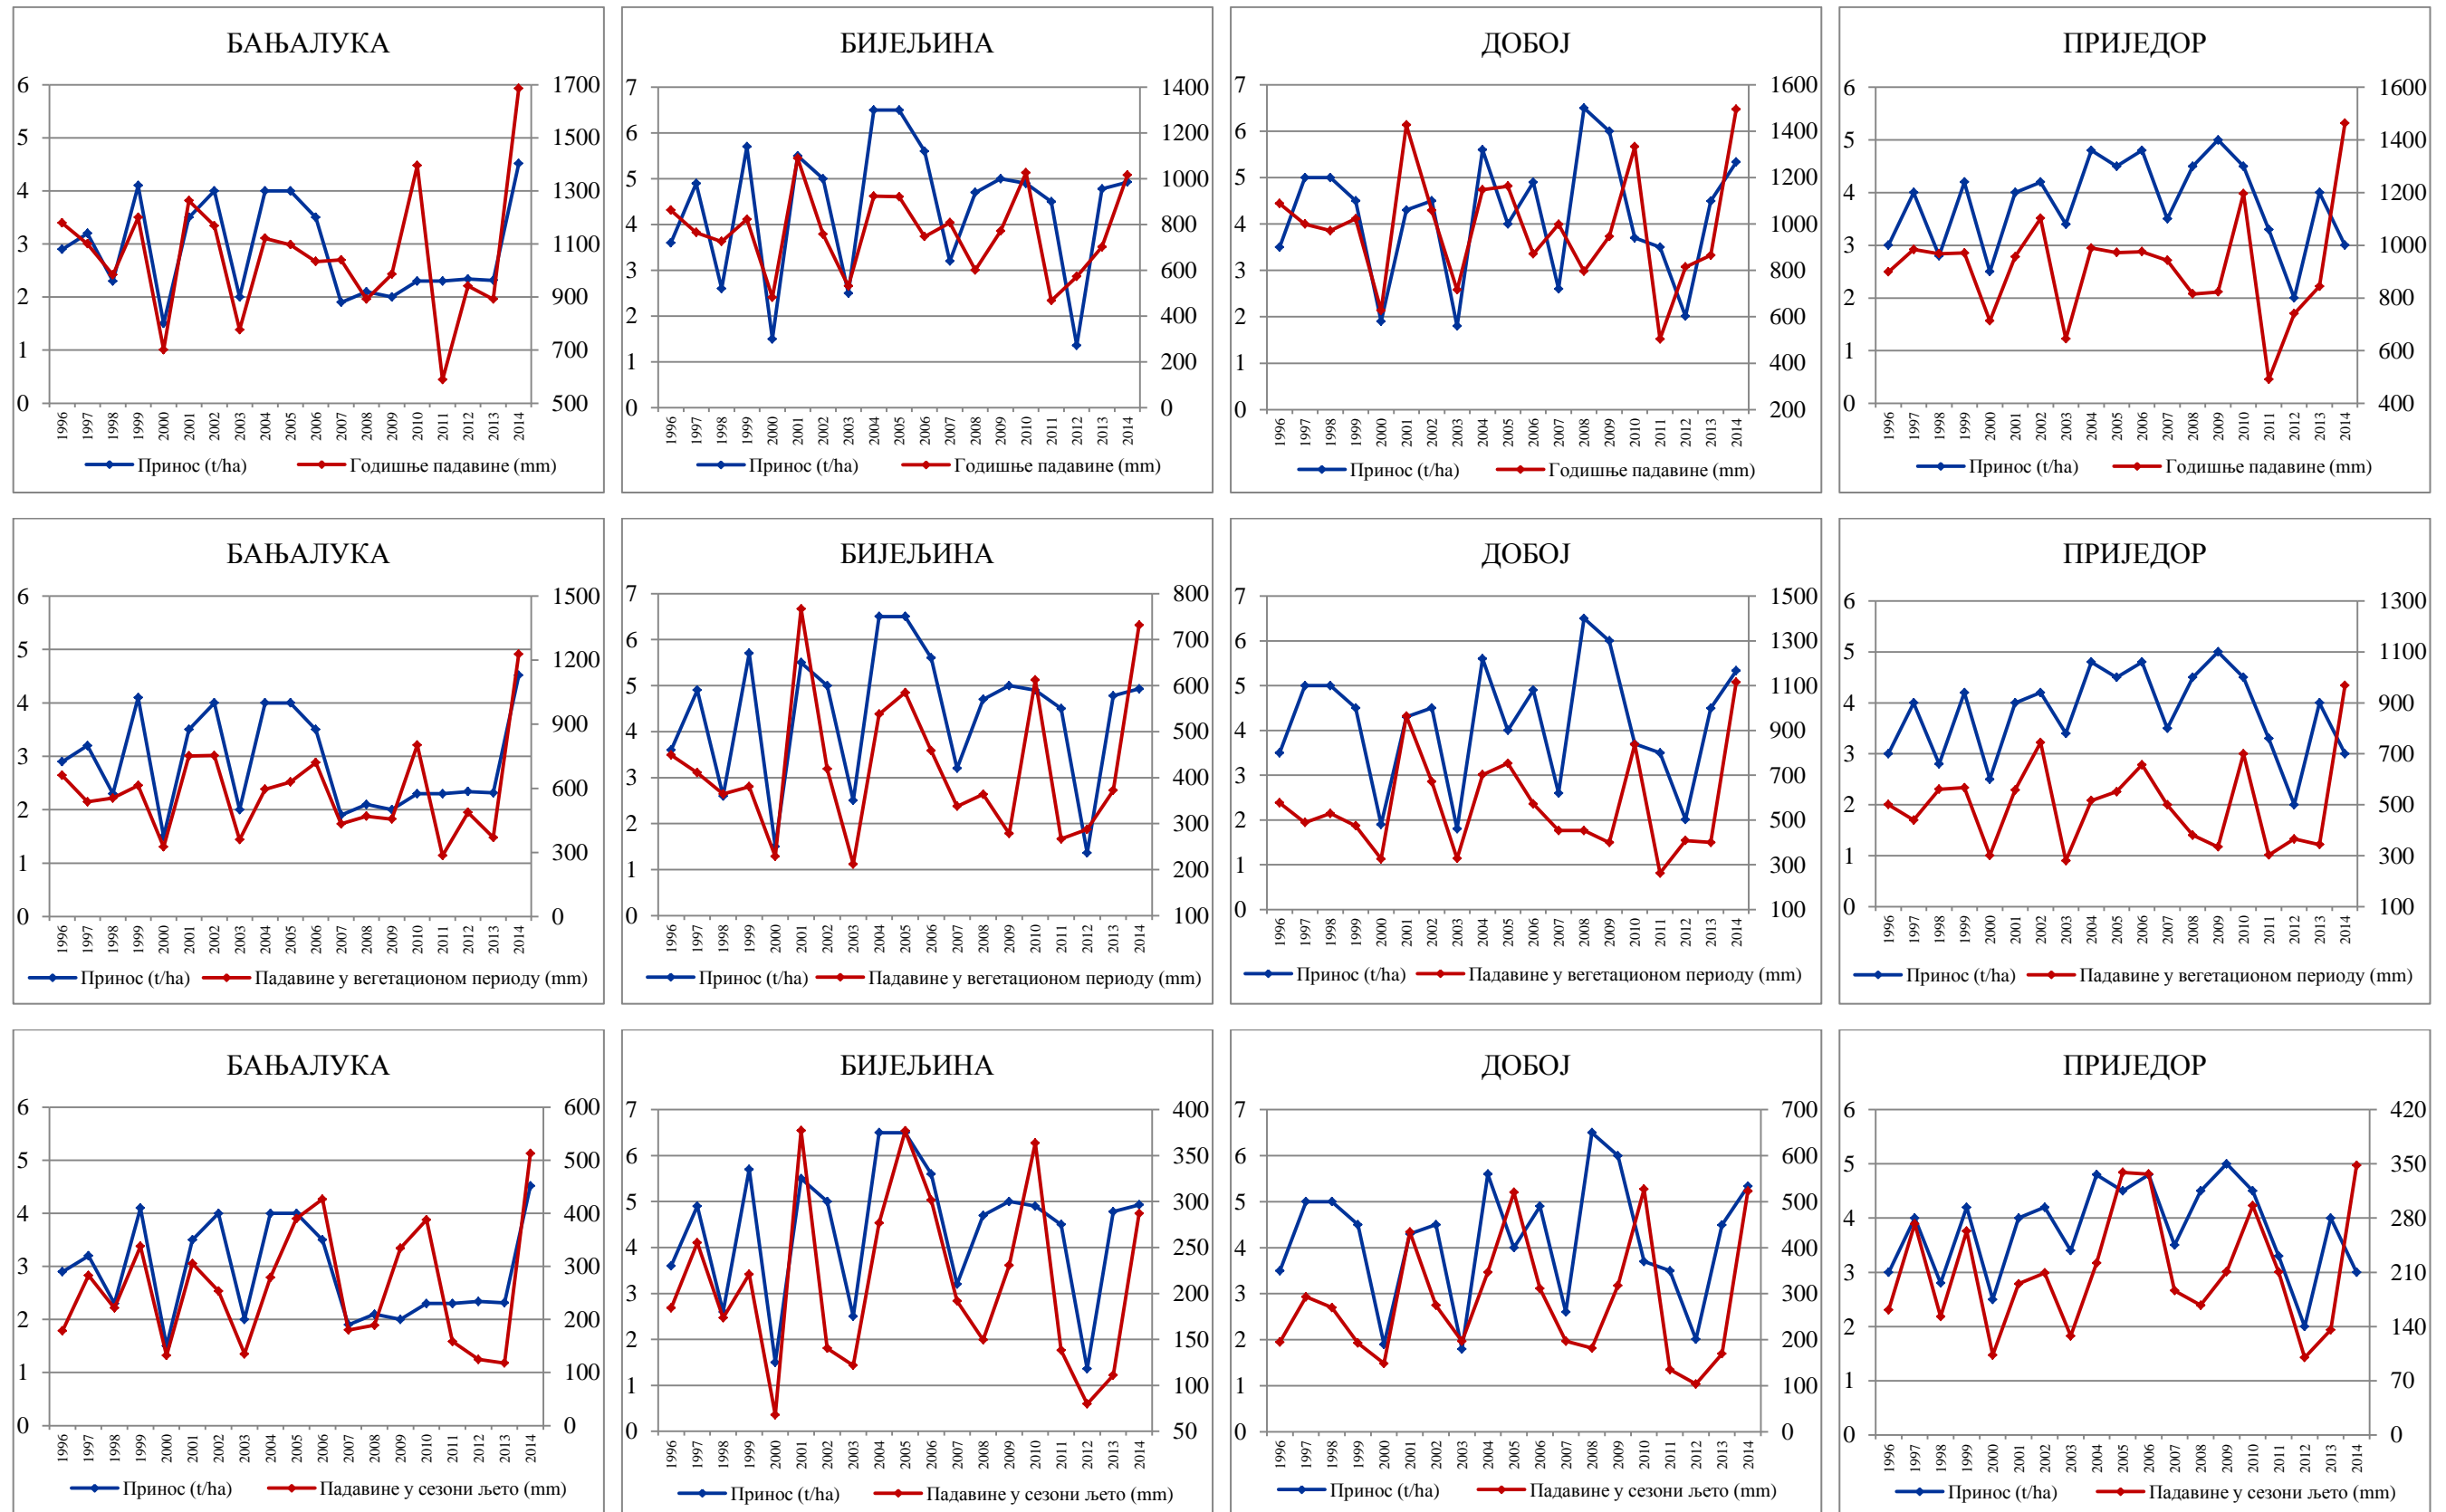 БАЊАЛУКА
6 5 4 3 2 1 0
1700 1500 1300 1100 900 700 500
1996 1997 1998 1999 2000 2001 2002 2003 2004 2005 2006 2007 2008 2009 2010 2011 2012 2013 2014
Принос (t/ha) Годишње падавине (mm)
БИЈЕЉИНА
7 6 5 4 3 2 1 0
1400 1200 1000 800 600 400 200 0
1996 1997 1998 1999 2000 2001 2002 2003 2004 2005 2006 2007 2008 2009 2010 2011 2012 2013 2014
Принос (t/ha) Годишње падавине (mm)
ДОБОЈ
7 6 5 4 3 2 1 0
1600 1400 1200 1000 800 600 400 200
1996 1997 1998 1999 2000 2001 2002 2003 2004 2005 2006 2007 2008 2009 2010 2011 2012 2013 2014
Принос (t/ha) Годишње падавине (mm)
ПРИЈЕДОР
6 5 4 3 2 1 0
1600 1400 1200 1000 800 600 400
1996 1997 1998 1999 2000 2001 2002 2003 2004 2005 2006 2007 2008 2009 2010 2011 2012 2013 2014
Принос (t/ha) Годишње падавине (mm)
БАЊАЛУКА
6 5 4 3 2 1 0
1500 1200 900 600 300 0
1996 1997 1998 1999 2000 2001 2002 2003 2004 2005 2006 2007 2008 2009 2010 2011 2012 2013 2014
Принос (t/ha) Падавине у вегетационом периоду (mm)
БИЈЕЉИНА
7 6 5 4 3 2 1 0
800 700 600 500 400 300 200 100
1996 1997 1998 1999 2000 2001 2002 2003 2004 2005 2006 2007 2008 2009 2010 2011 2012 2013 2014
Принос (t/ha) Падавине у вегетационом периоду (mm)
ДОБОЈ
7 6 5 4 3 2 1 0
1500 1300 1100 900 700 500 300 100
1996 1997 1998 1999 2000 2001 2002 2003 2004 2005 2006 2007 2008 2009 2010 2011 2012 2013 2014
Принос (t/ha) Падавине у вегетационом периоду (mm)
ПРИЈЕДОР
6 5 4 3 2 1 0
1300 1100 900 700 500 300 100
1996 1997 1998 1999 2000 2001 2002 2003 2004 2005 2006 2007 2008 2009 2010 2011 2012 2013 2014
Принос (t/ha) Падавине у вегетационом периоду (mm)
БАЊАЛУКА
6 5 4 3 2 1 0
600 500 400 300 200 100 0
1996 1997 1998 1999 2000 2001 2002 2003 2004 2005 2006 2007 2008 2009 2010 2011 2012 2013 2014
Принос (t/ha) Падавине у сезони љето (mm)
БИЈЕЉИНА
7 6 5 4 3 2 1 0
400 350 300 250 200 150 100 50
1996 1997 1998 1999 2000 2001 2002 2003 2004 2005 2006 2007 2008 2009 2010 2011 2012 2013 2014
Принос (t/ha) Падавине у сезони љето (mm)
ДОБОЈ
7 6 5 4 3 2 1 0
700 600 500 400 300 200 100 0
1996 1997 1998 1999 2000 2001 2002 2003 2004 2005 2006 2007 2008 2009 2010 2011 2012 2013 2014
Принос (t/ha) Падавине у сезони љето (mm)
ПРИЈЕДОР
6 5 4 3 2 1 0
420 350 280 210 140 70 0
1996 1997 1998 1999 2000 2001 2002 2003 2004 2005 2006 2007 2008 2009 2010 2011 2012 2013 2014
Принос (t/ha) Падавине у сезони љето (mm)